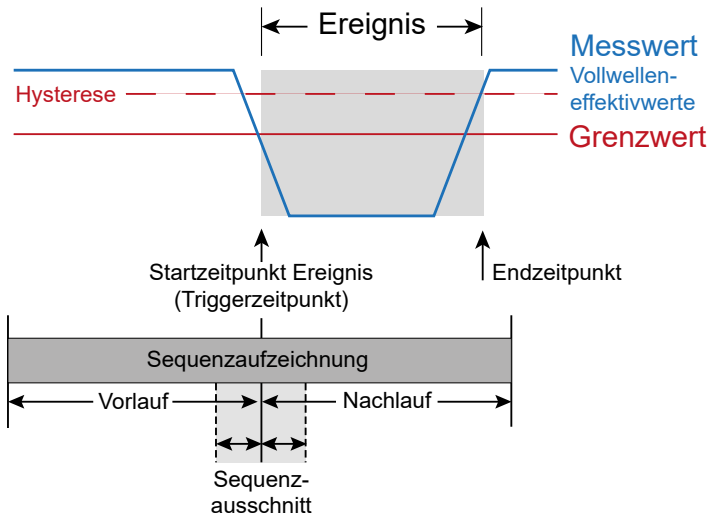 Ereignis
Messwert
Vollwellen-
effektivwerte
Hysterese
Grenzwert
Startzeitpunkt Ereignis
(Triggerzeitpunkt)
Endzeitpunkt
Sequenzaufzeichnung
Vorlauf
Nachlauf
Sequenz-
ausschnitt